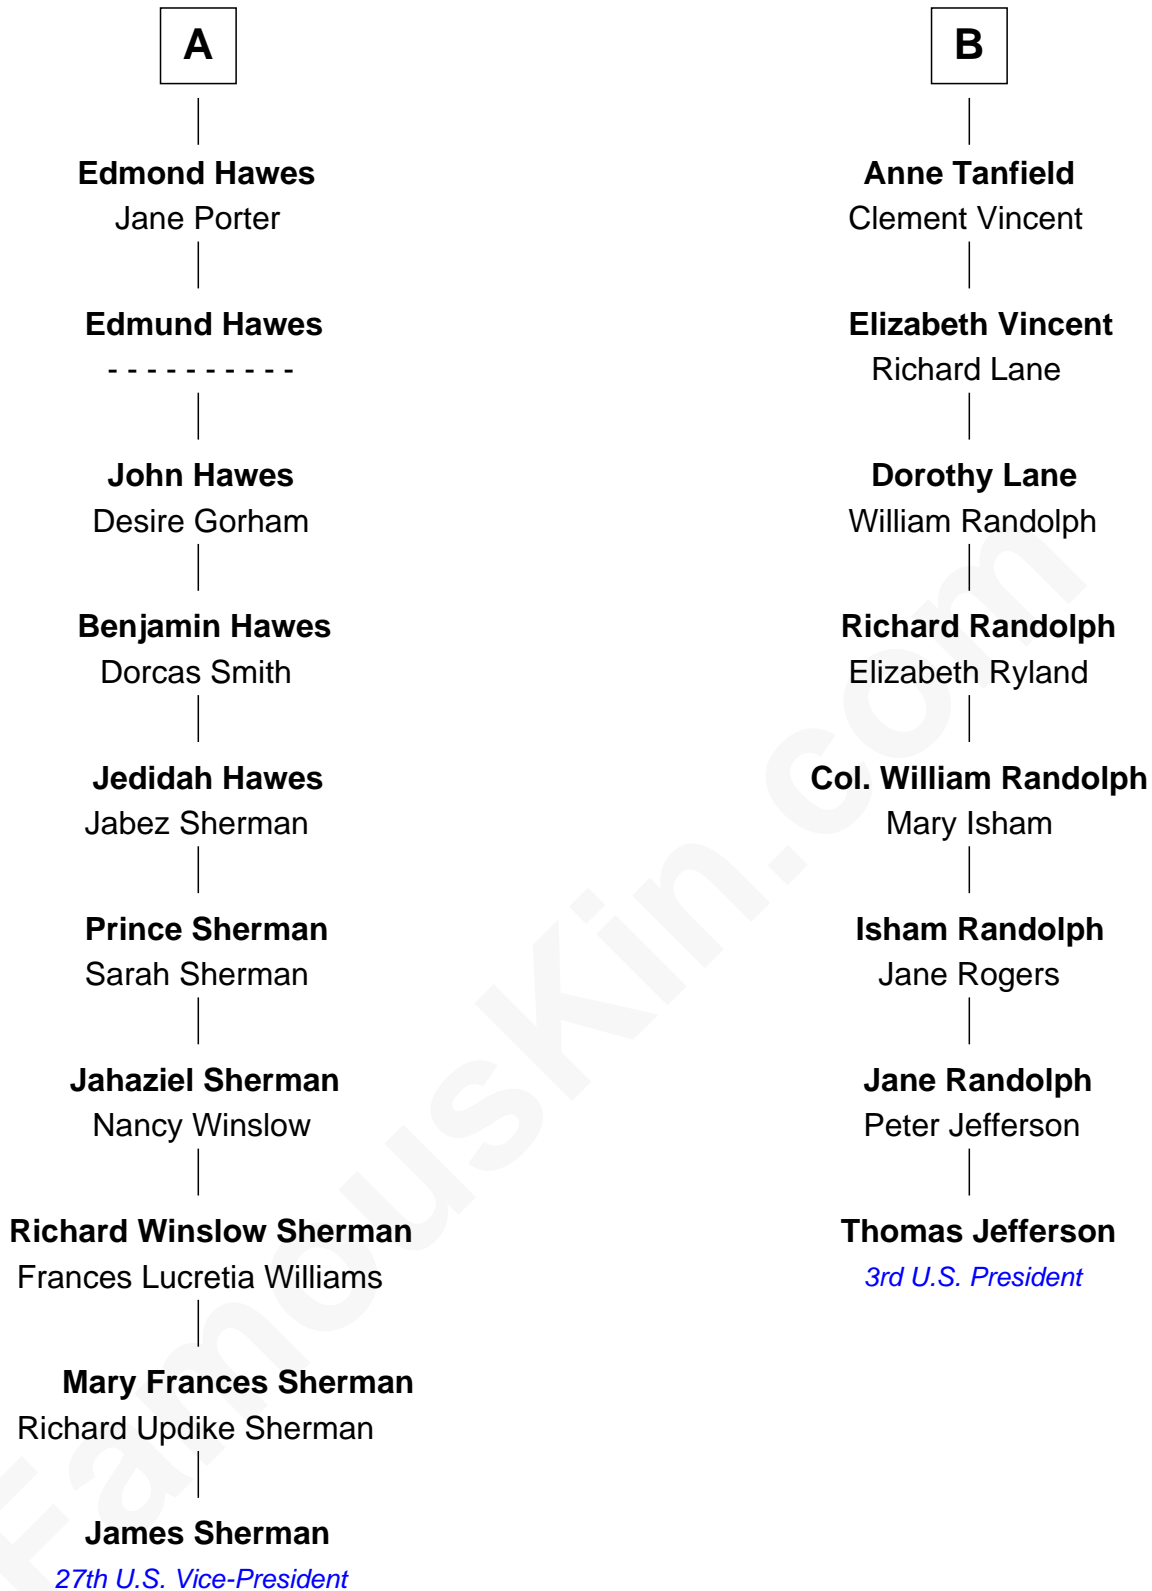 A
Edmond Hawes
Jane Porter
Edmund Hawes
- - - - - - - - - -
John Hawes
Desire Gorham
Benjamin Hawes
Dorcas Smith
Jedidah Hawes
Jabez Sherman
Prince Sherman
Sarah Sherman
Jahaziel Sherman
Nancy Winslow
Richard Winslow Sherman
Frances Lucretia Williams
Mary Frances Sherman
Richard Updike Sherman
James Sherman
27th U.S. Vice-President
B
Anne Tanfield
Clement Vincent
Elizabeth Vincent
Richard Lane
Dorothy Lane
William Randolph
Richard Randolph
Elizabeth Ryland
Col. William Randolph
Mary Isham
Isham Randolph
Jane Rogers
Jane Randolph
Peter Jefferson
Thomas Jefferson
3rd U.S. President
FamousKin.com